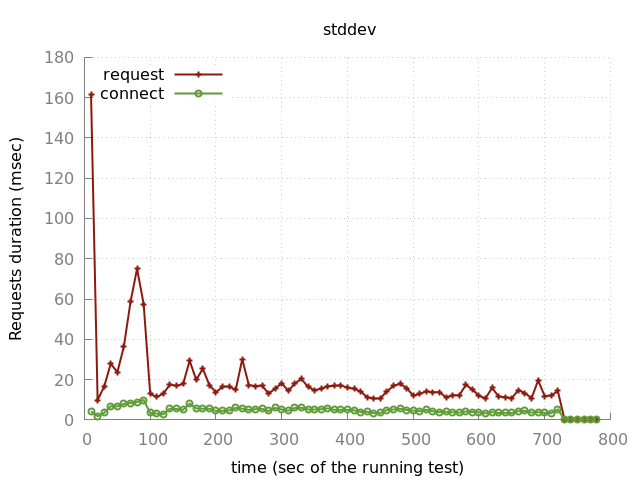 stddev
request
connect
180
160
140
120
100
80
60
40
20
0
Requests duration (msec)
0 100 200 300 400 500 600 700 800
time (sec of the running test)